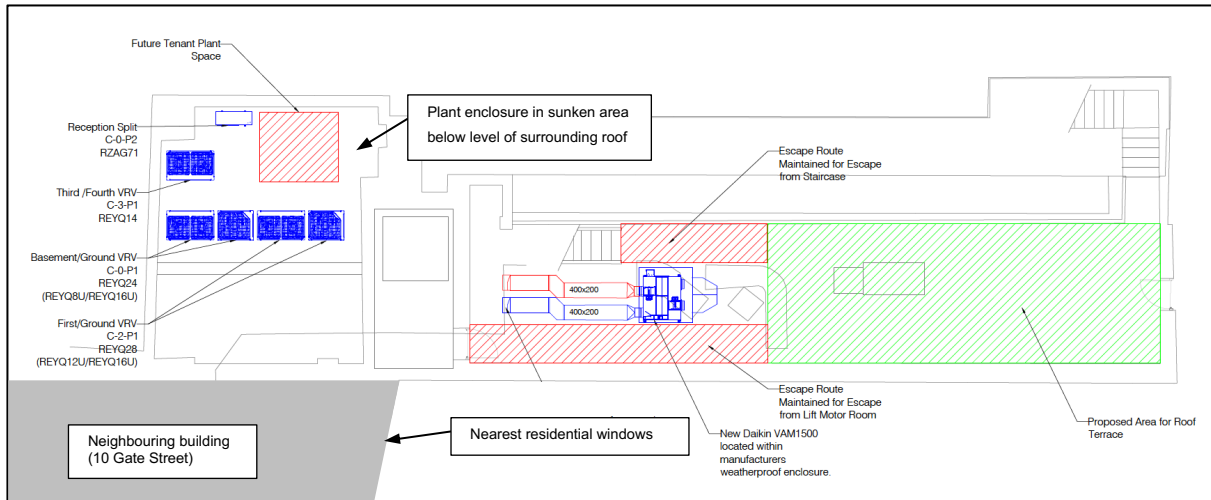 Future Tenant Plant
Space
Plant enclosure in sunken area
below level of surrounding roof
Reception Split
C-0-P2
RZAG71
Third /Fourth VRV
C-3-P1
REYQ14
Basement/Ground VRV
C-0-P1
REYQ24
(REYQ8U/REYQ16U)
First/Ground VRV
C-2-P1
REYQ28
(REYQ12U/REYQ16U)
Escape Route
Maintained for Escape
from Staircase
400x200
400x200
Escape Route
Maintained for Escape
from Lift Motor Room
New Daikin VAM1500
located within
manufacturers
weatherproof enclosure.
Proposed Area for Roof
Terrace
Nearest residential windows
Neighbouring building
(10 Gate Street)